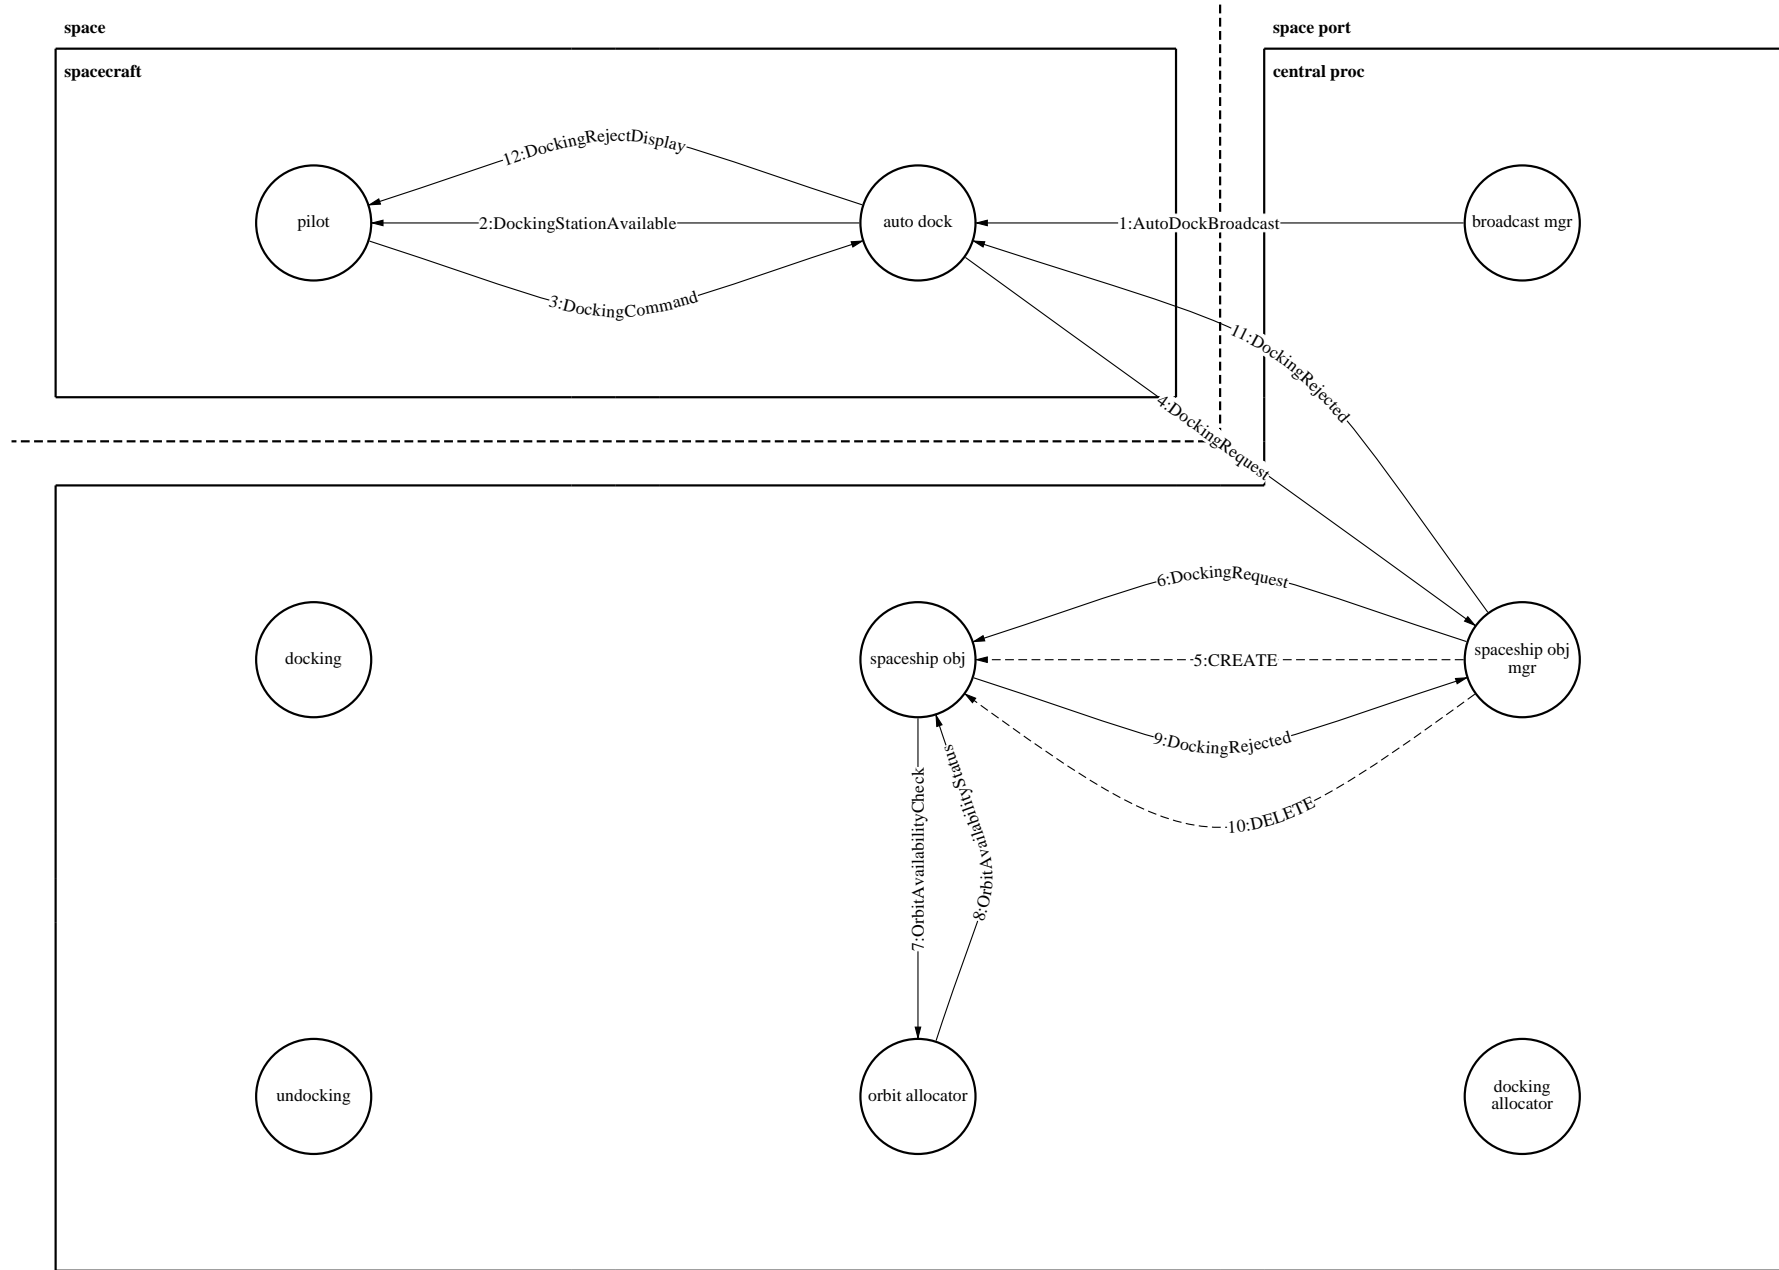 space
space port
spacecraft
central proc
12:DockingRejectDisplay
pilot
2:DockingStationAvailable
auto dock
1:AutoDockBroadcast
broadcast mgr
3:DockingCommand
11:DockingRejected
4:DockingRequest
6:DockingRequest
docking
spaceship obj
5:CREATE
spaceship obj
mgr
9:DockingRejected
7:OrbitAvailabilityCheck
8:OrbitAvailabilityStatus
10:DELETE
undocking
orbit allocator
docking
allocator